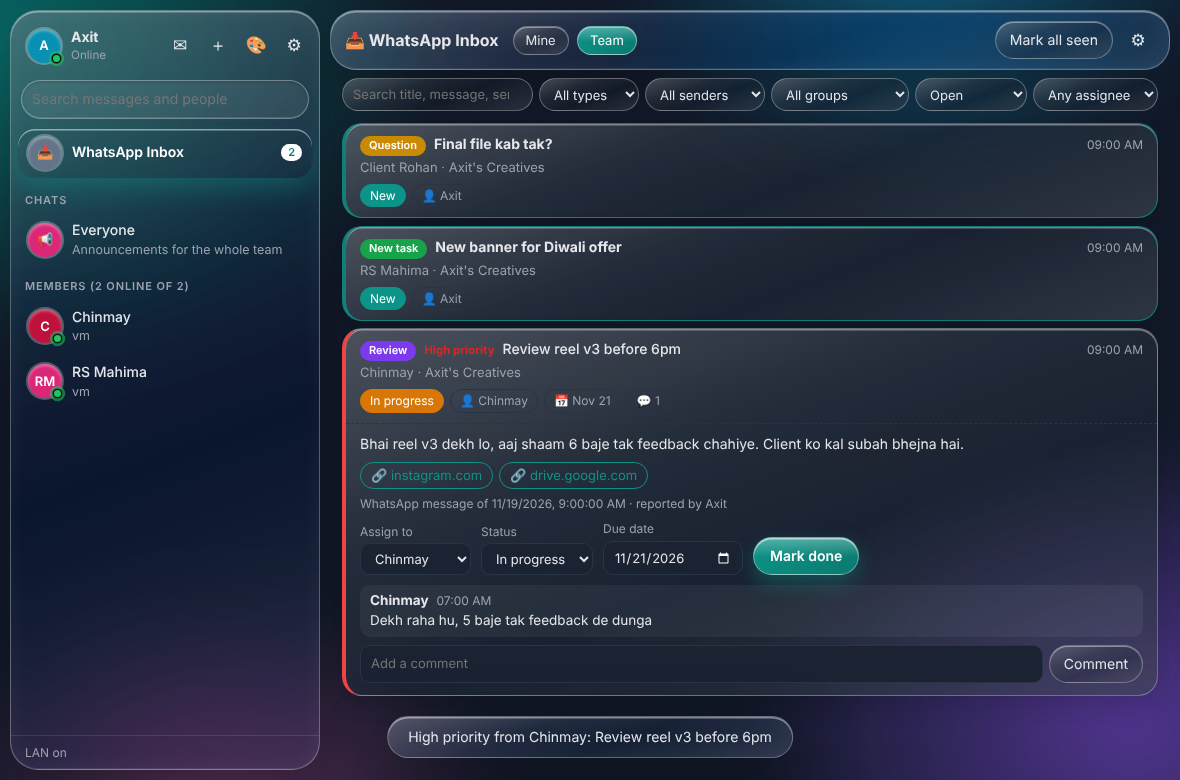 A
Axit
Online
Search messages and people
WhatsApp Inbox
2
CHATS
Everyone
Announcements for the whole team
MEMBERS (2 ONLINE OF 2)
C
Chinmay
vm
RM
RS Mahima
vm
LAN on
WhatsApp Inbox
Mine
Team
Mark all seen
Search title, message, ser
All types
All senders
All groups
Open
Any assignee
Question Final file kab tak? 09:00 AM
Client Rohan · Axit's Creatives
New Axit
New task New banner for Diwali offer 09:00 AM
RS Mahima · Axit's Creatives
New Axit
Review High priority Review reel v3 before 6pm 09:00 AM
Chinmay · Axit's Creatives
In progress Chinmay Nov 21 1
Bhai reel v3 dekh lo, aaj shaam 6 baje tak feedback chahiye. Client ko kal subah bhejna hai.
instagram.com drive.google.com
WhatsApp message of 11/19/2026, 9:00:00 AM · reported by Axit
Assign to Status Due date
Chinmay In progress 11/21/2026 Mark done
Chinmay 07:00 AM
Dekh raha hu, 5 baje tak feedback de dunga
Add a comment Comment
High priority from Chinmay: Review reel v3 before 6pm